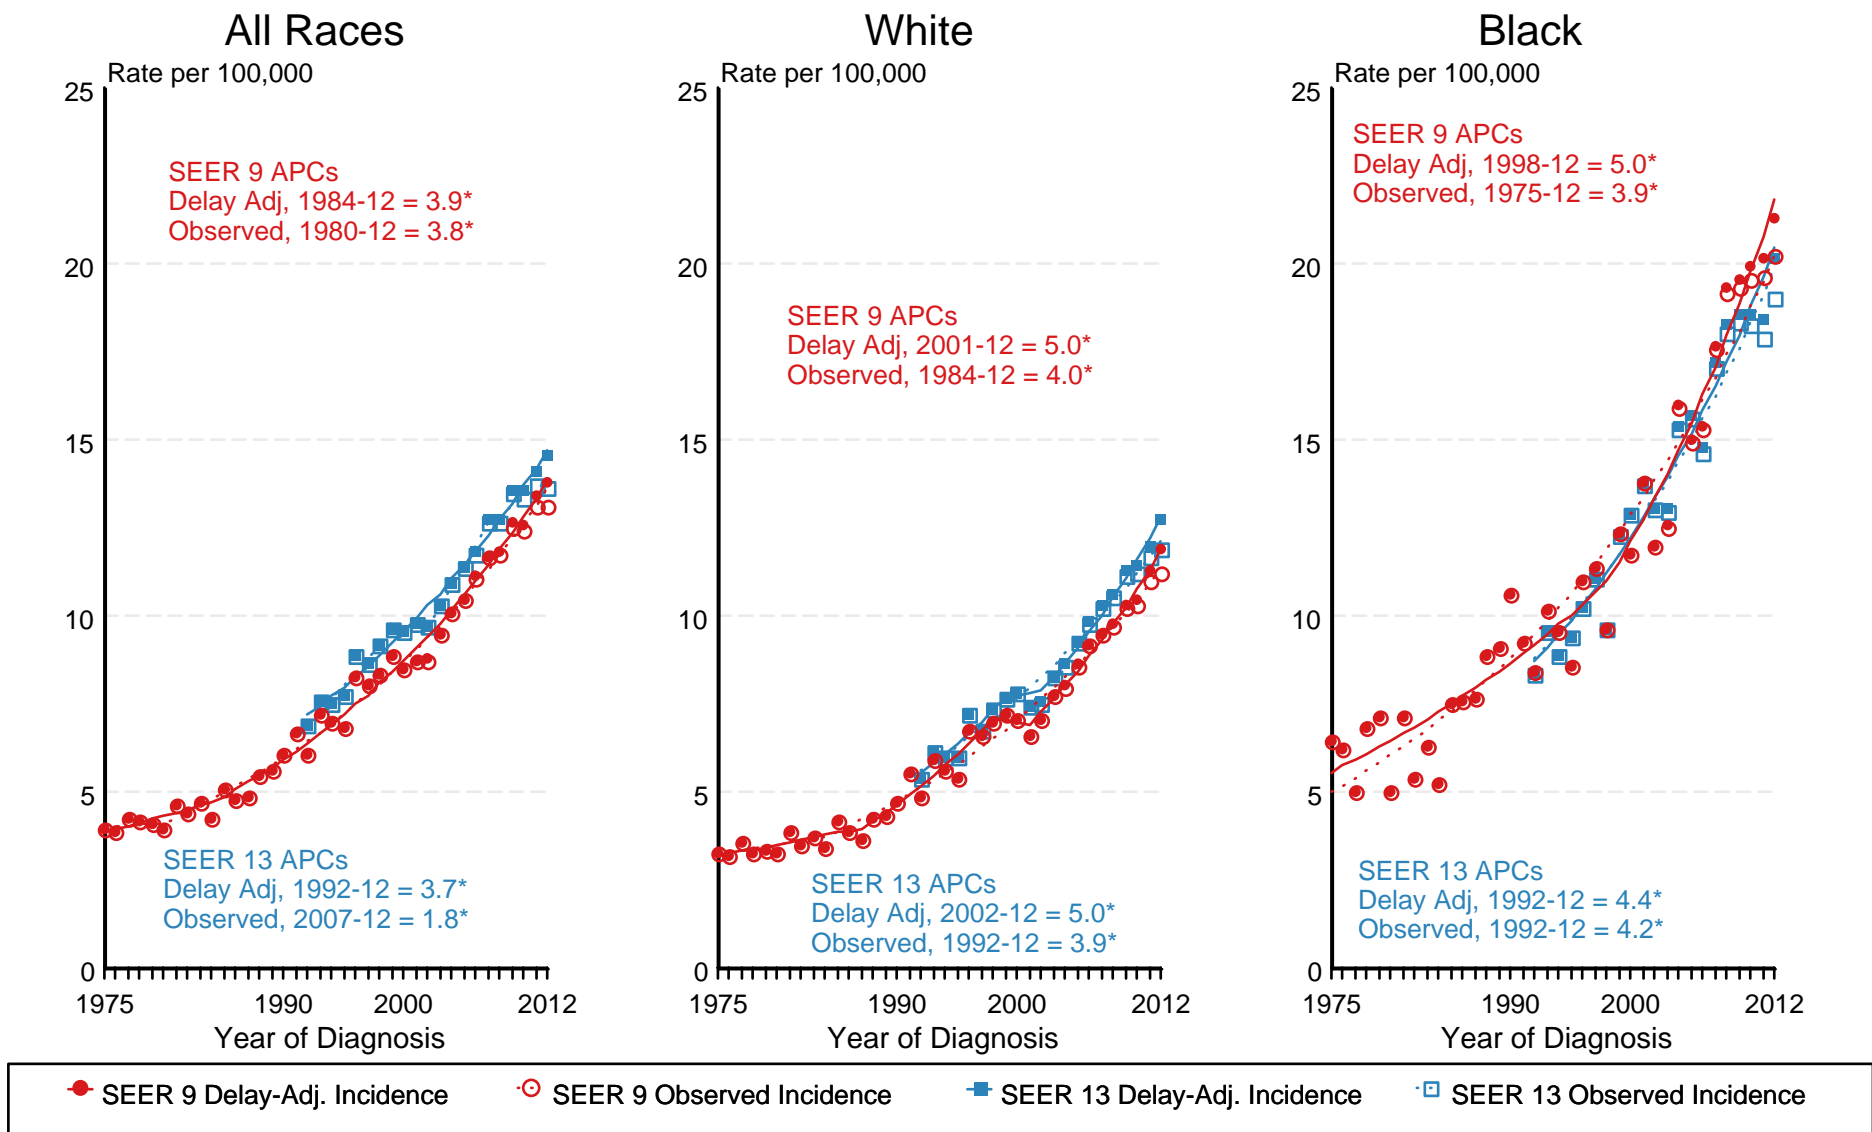 All Races
Rate per 100,000
25
20
15
10
5
0
SEER 9 APCs
Delay Adj, 1984-12 = 3.9*
Observed, 1980-12 = 3.8*
SEER 13 APCs
Delay Adj, 1992-12 = 3.7*
Observed, 2007-12 = 1.8*
1975 1990 2000 2012
Year of Diagnosis
White
Rate per 100,000
25
20
15
10
5
0
SEER 9 APCs
Delay Adj, 2001-12 = 5.0*
Observed, 1984-12 = 4.0*
SEER 13 APCs
Delay Adj, 2002-12 = 5.0*
Observed, 1992-12 = 3.9*
1975 1990 2000 2012
Year of Diagnosis
Black
Rate per 100,000
25
20
15
10
5
0
SEER 9 APCs
Delay Adj, 1998-12 = 5.0*
Observed, 1975-12 = 3.9*
SEER 13 APCs
Delay Adj, 1992-12 = 4.4*
Observed, 1992-12 = 4.2*
1975 1990 2000 2012
Year of Diagnosis
SEER 9 Delay-Adj. Incidence SEER 9 Observed Incidence SEER 13 Delay-Adj. Incidence SEER 13 Observed Incidence